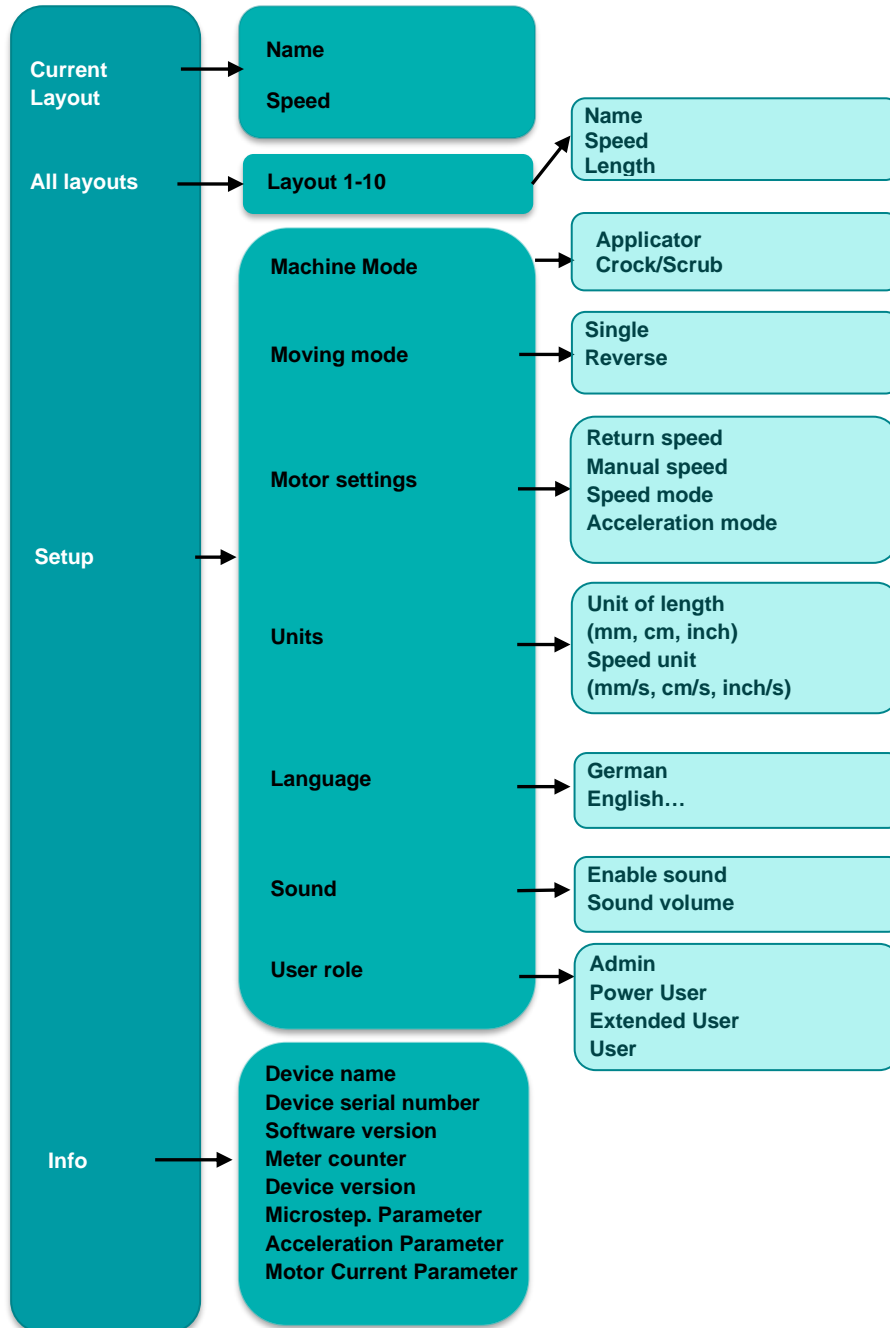 Current
Layout
Name
Speed
All layouts
Layout 1-10
Name
Speed
Length
Setup
Machine Mode
Applicator
Crock/Scrub
Moving mode
Single
Reverse
Motor settings
Return speed
Manual speed
Speed mode
Acceleration mode
Units
Unit of length
(mm, cm, inch)
Speed unit
(mm/s, cm/s, inch/s)
Language
German
English…
Sound
Enable sound
Sound volume
User role
Admin
Power User
Extended User
User
Info
Device name
Device serial number
Software version
Meter counter
Device version
Microstep. Parameter
Acceleration Parameter
Motor Current Parameter